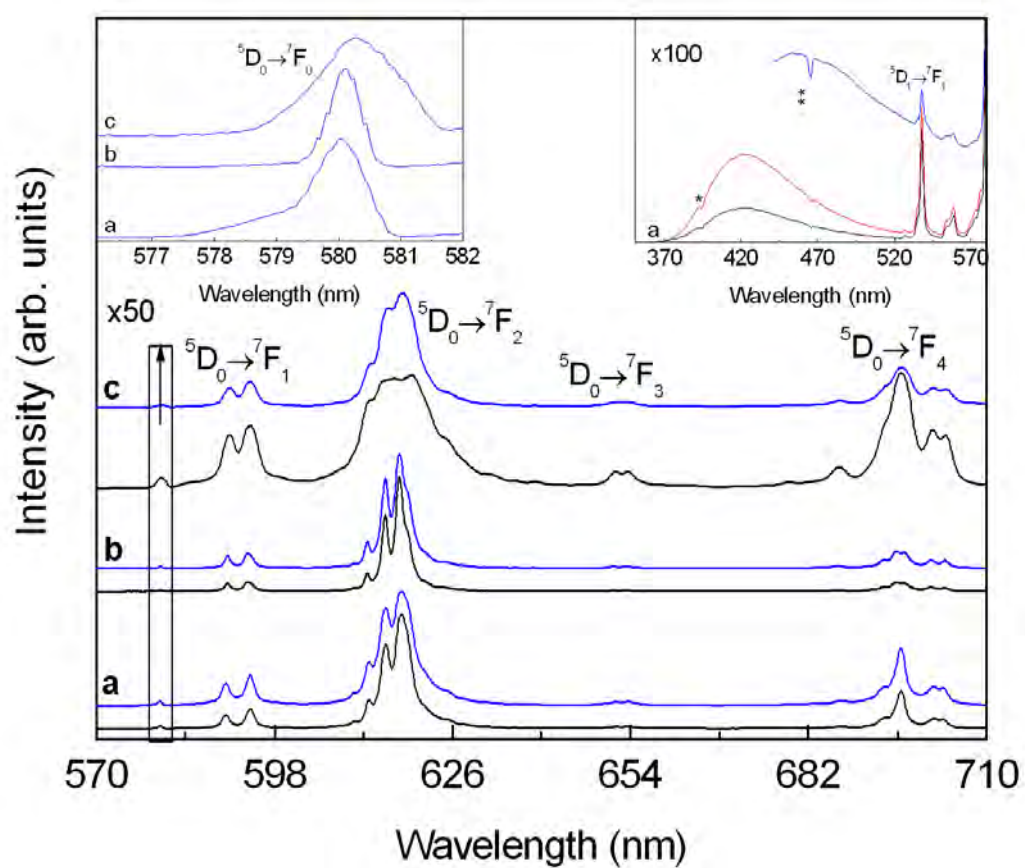 ⁵D₀→⁷F₀
c
b
a
577 578 579 580 581 582
Wavelength (nm)
x100
⁵D₁→⁷F₁
**
*
a
370 420 470 520 570
Wavelength (nm)
Intensity (arb. units)
x50
⁵D₀→⁷F₁
⁵D₀→⁷F₂
⁵D₀→⁷F₃
⁵D₀→⁷F₄
c
b
a
570 598 626 654 682 710
Wavelength (nm)